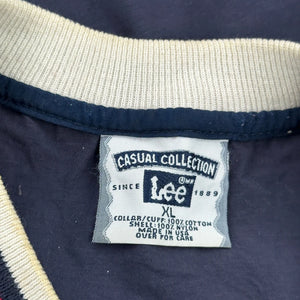 CASUAL COLLECTION
®MR
SINCE Lee 1889
XL
COLLAR/CUFF: 100% COTTON
SHELL: 100% NYLON
MADE IN USA
OVER FOR CARE